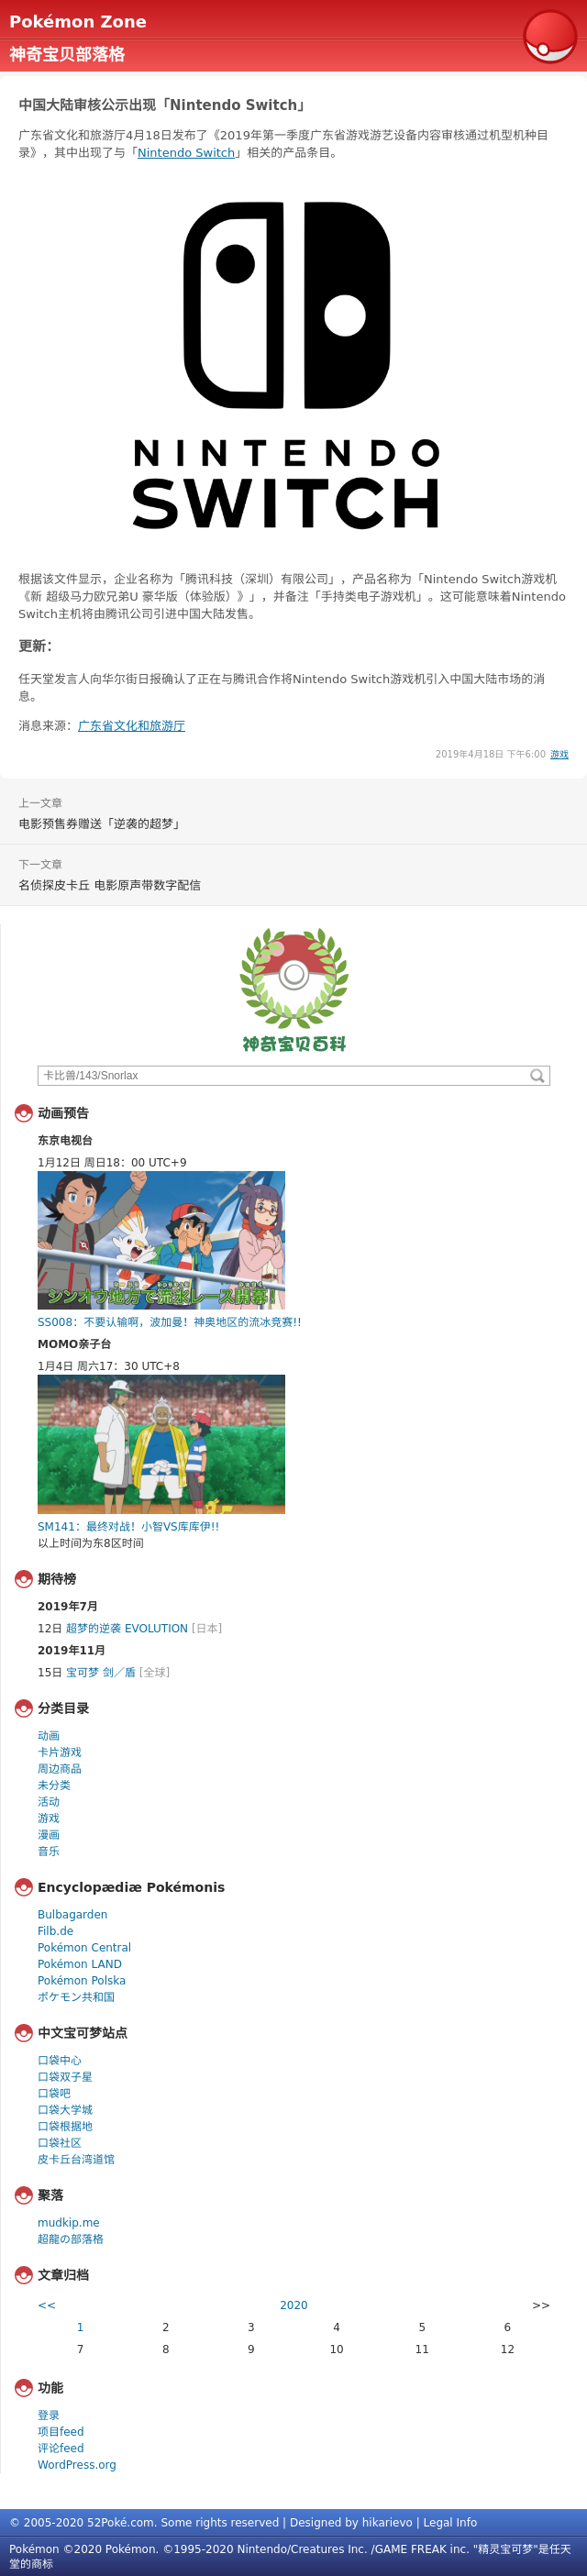 Pokémon Zone
神奇宝贝部落格
中国大陆审核公示出现「Nintendo Switch」
广东省文化和旅游厅4月18日发布了《2019年第一季度广东省游戏游艺设备内容审核通过机型机种目
录》，其中出现了与「Nintendo Switch」相关的产品条目。
NINTENDO
SWITCH
根据该文件显示，企业名称为「腾讯科技（深圳）有限公司」，产品名称为「Nintendo Switch游戏机
《新 超级马力欧兄弟U 豪华版（体验版）》」，并备注「手持类电子游戏机」。这可能意味着Nintendo
Switch主机将由腾讯公司引进中国大陆发售。
更新：
任天堂发言人向华尔街日报确认了正在与腾讯合作将Nintendo Switch游戏机引入中国大陆市场的消
息。
消息来源：广东省文化和旅游厅
2019年4月18日 下午6:00 游戏
上一文章
电影预售券赠送「逆袭的超梦」
下一文章
名侦探皮卡丘 电影原声带数字配信
神奇宝贝百科
卡比兽/143/Snorlax
动画预告
东京电视台
1月12日 周日18：00 UTC+9
シンオウ地方で流氷レース開幕！
SS008：不要认输啊，波加曼！神奥地区的流冰竞赛!!
MOMO亲子台
1月4日 周六17：30 UTC+8
SM141：最终对战！小智VS库库伊!!
以上时间为东8区时间
期待榜
2019年7月
12日 超梦的逆袭 EVOLUTION [日本]
2019年11月
15日 宝可梦 剑／盾 [全球]
分类目录
动画
卡片游戏
周边商品
未分类
活动
游戏
漫画
音乐
Encyclopædiæ Pokémonis
Bulbagarden
Filb.de
Pokémon Central
Pokémon LAND
Pokémon Polska
ポケモン共和国
中文宝可梦站点
口袋中心
口袋双子星
口袋吧
口袋大学城
口袋根据地
口袋社区
皮卡丘台湾道馆
聚落
mudkip.me
超龍の部落格
文章归档
<< 2020 >>
1 2 3 4 5 6
7 8 9 10 11 12
功能
登录
项目feed
评论feed
WordPress.org
© 2005-2020 52Poké.com. Some rights reserved | Designed by hikarievo | Legal Info
Pokémon ©2020 Pokémon. ©1995-2020 Nintendo/Creatures Inc. /GAME FREAK inc. "精灵宝可梦"是任天
堂的商标